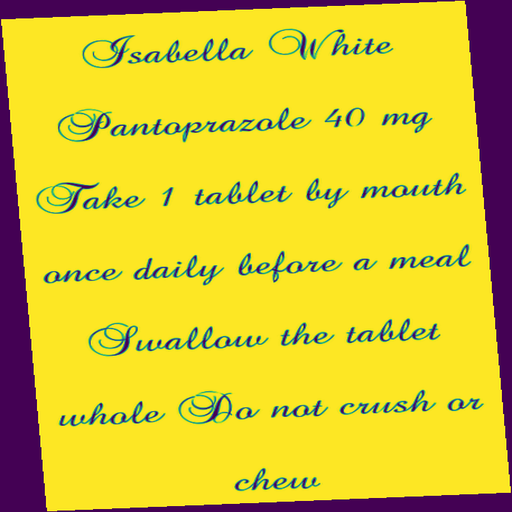 Isabella White
Pantoprazole 40 mg
Take 1 tablet by mouth
once daily before a meal
Swallow the tablet
whole Do not crush or
chew